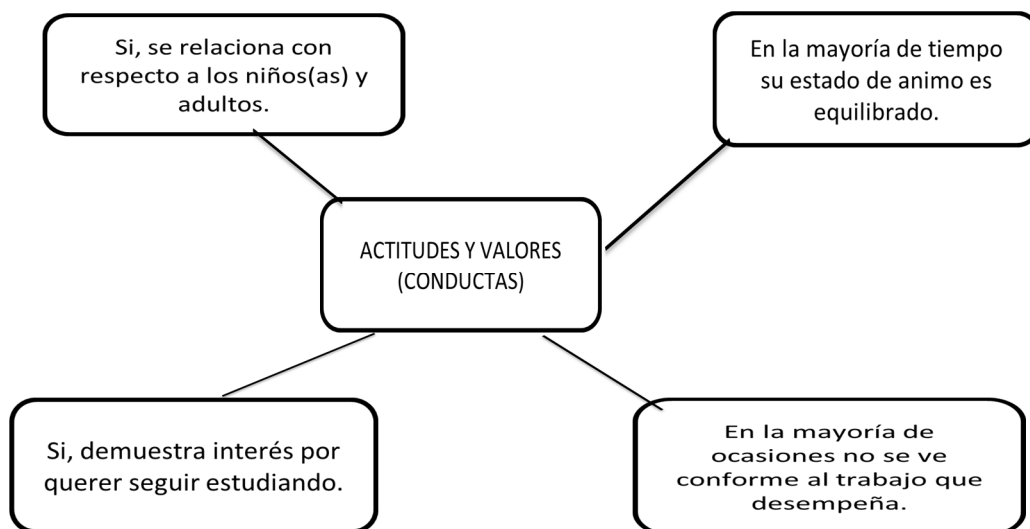 Si, se relaciona con
respecto a los niños(as) y
adultos.
En la mayoría de tiempo
su estado de animo es
equilibrado.
ACTITUDES Y VALORES
(CONDUCTAS)
Si, demuestra interés por
querer seguir estudiando.
En la mayoría de
ocasiones no se ve
conforme al trabajo que
desempeña.